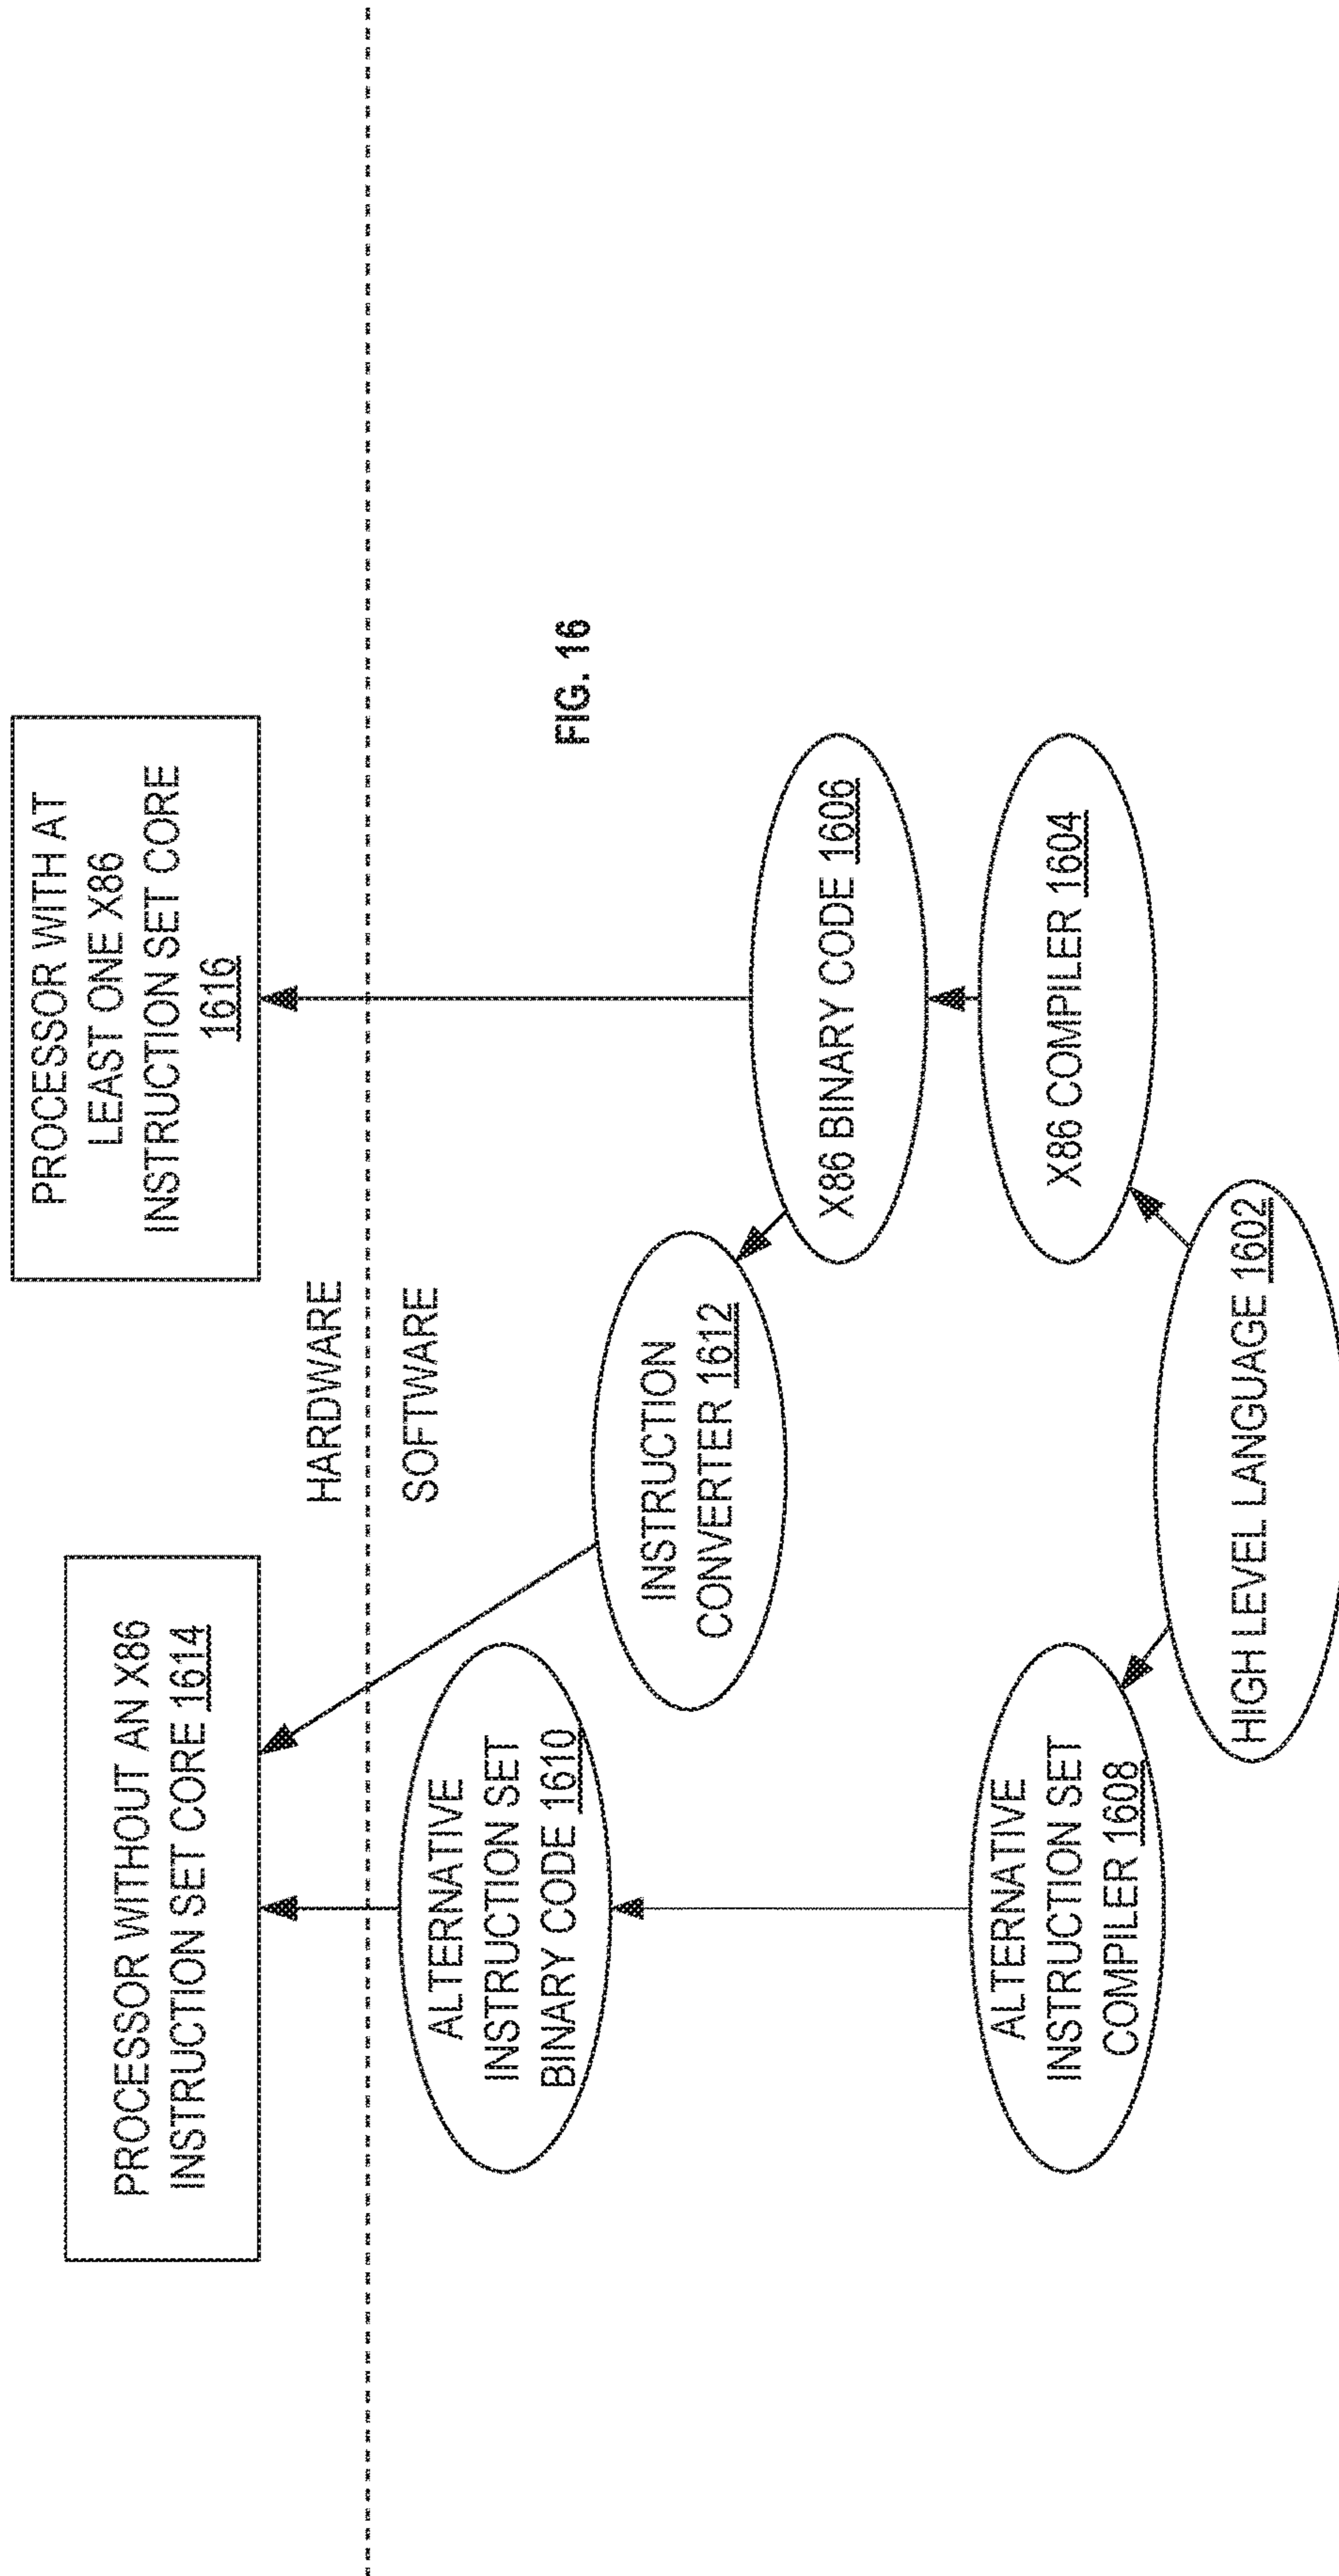 PROCESSOR WITHOUT AN X86
INSTRUCTION SET CORE 1614
PROCESSOR WITH AT
LEAST ONE X86
INSTRUCTION SET CORE
1616
HARDWARE
SOFTWARE
ALTERNATIVE
INSTRUCTION SET
BINARY CODE 1610
INSTRUCTION
CONVERTER 1612
FIG. 16
X86 BINARY CODE 1606
ALTERNATIVE
INSTRUCTION SET
COMPILER 1608
X86 COMPILER 1604
HIGH LEVEL LANGUAGE 1602